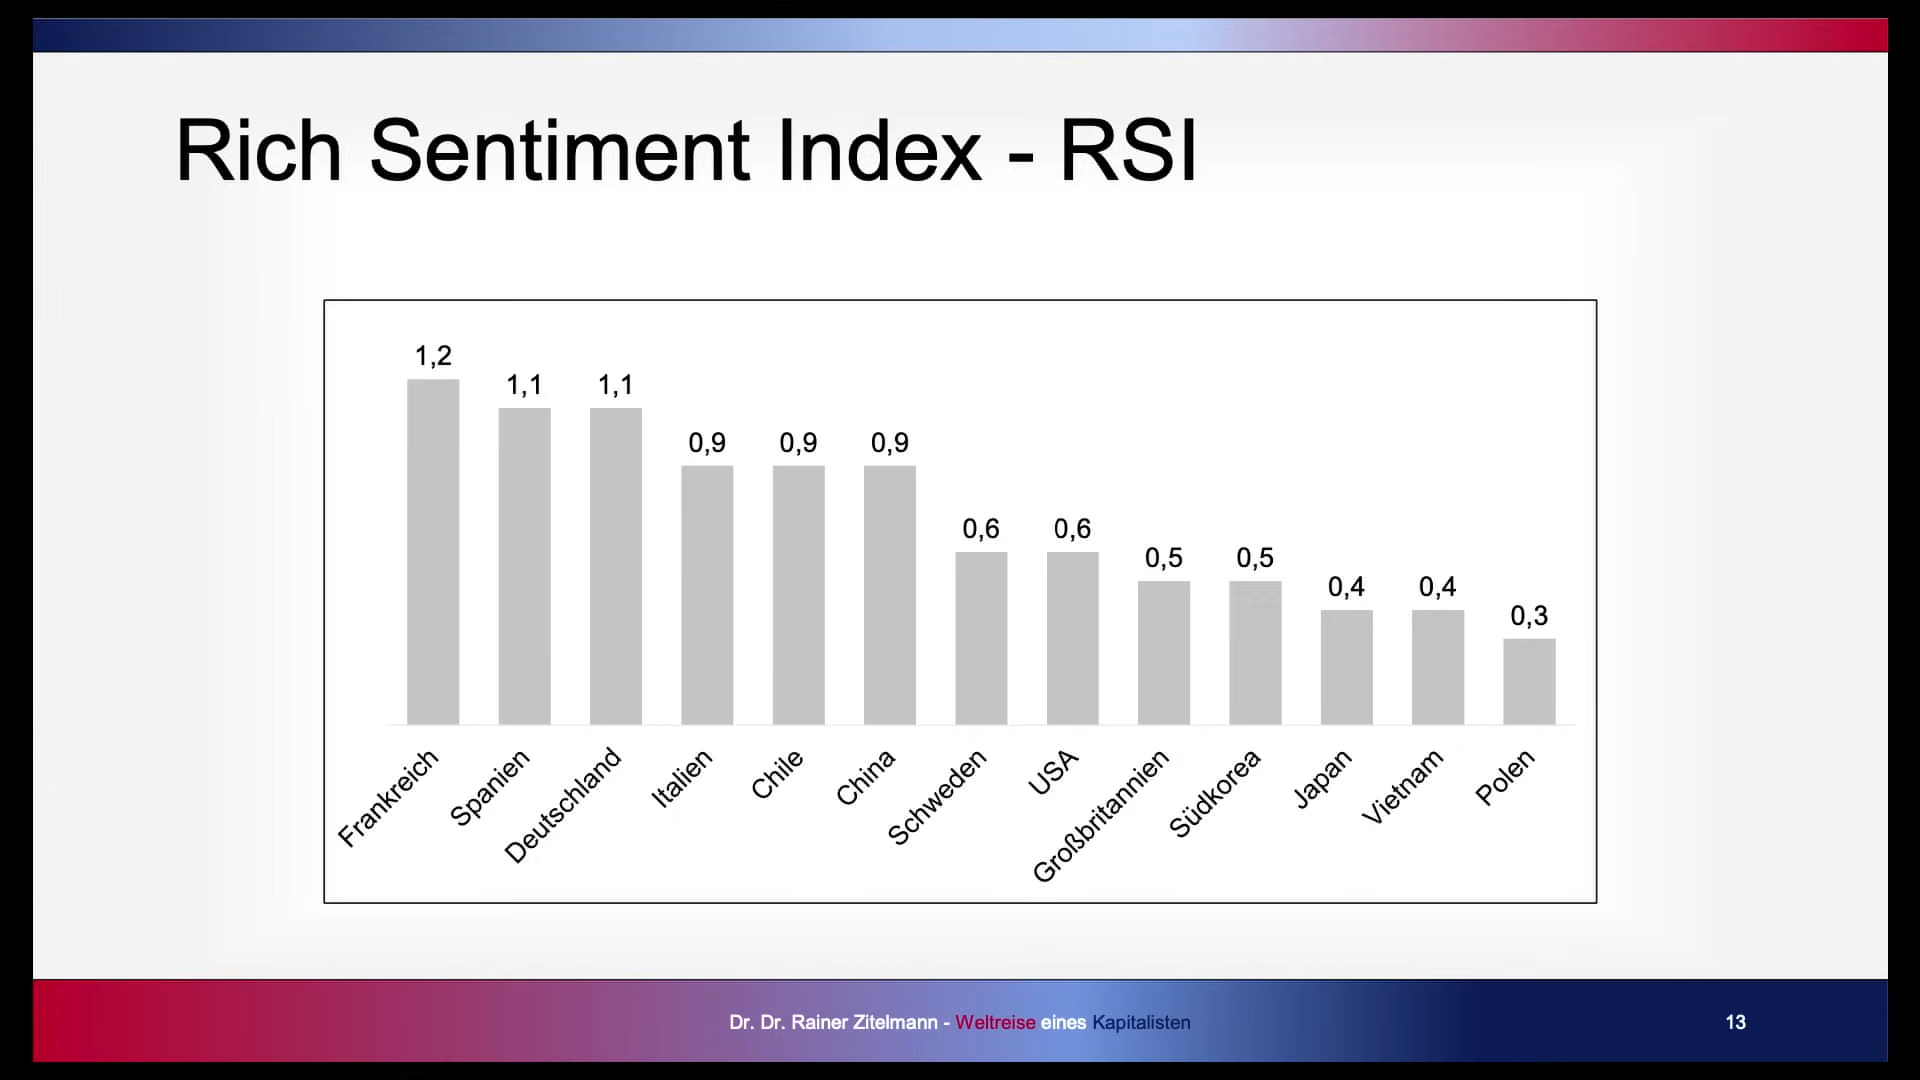 Rich Sentiment Index - RSI
1,2
1,1
1,1
0,9
0,9
0,9
0,6
0,6
0,5
0,5
0,4
0,4
0,3
Frankreich
Spanien
Deutschland
Italien
Chile
China
Schweden
USA
Großbritannien
Südkorea
Japan
Vietnam
Polen
Dr. Dr. Rainer Zitelmann - Weltreise eines Kapitalisten
13